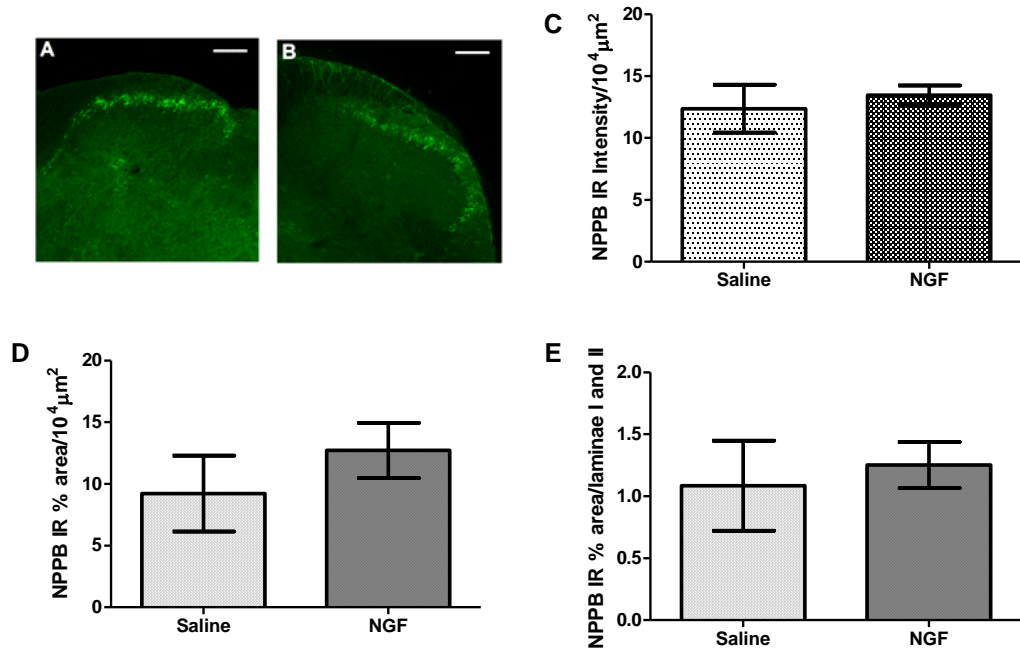 A
B
C
NPPB IR Intensity/10⁴μm²
20
15
10
5
0
Saline
NGF
D
NPPB IR % area/10⁴μm²
20
15
10
5
0
Saline
NGF
E
NPPB IR % area/laminae I and II
2.0
1.5
1.0
0.5
0.0
Saline
NGF